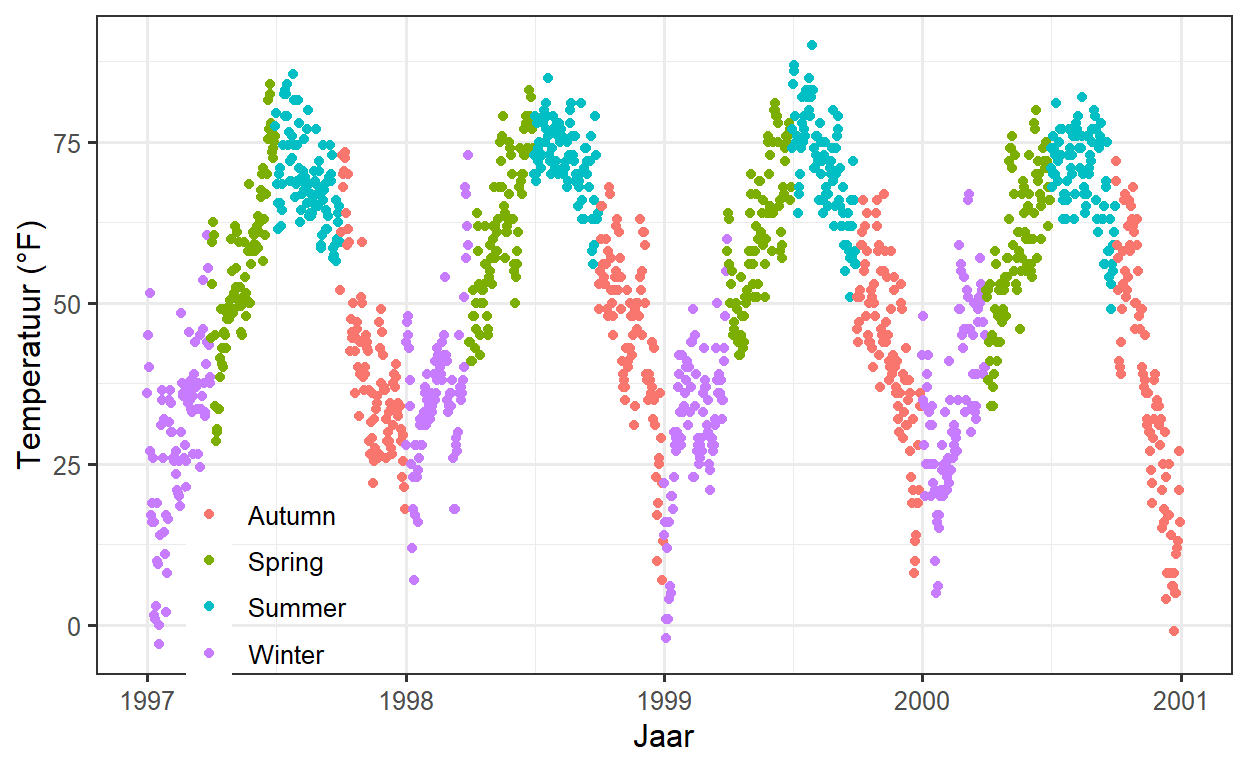 Temperatuur (°F)
75
50
25
0
Autumn
Spring
Summer
Winter
1997 1998 1999 2000 2001
Jaar